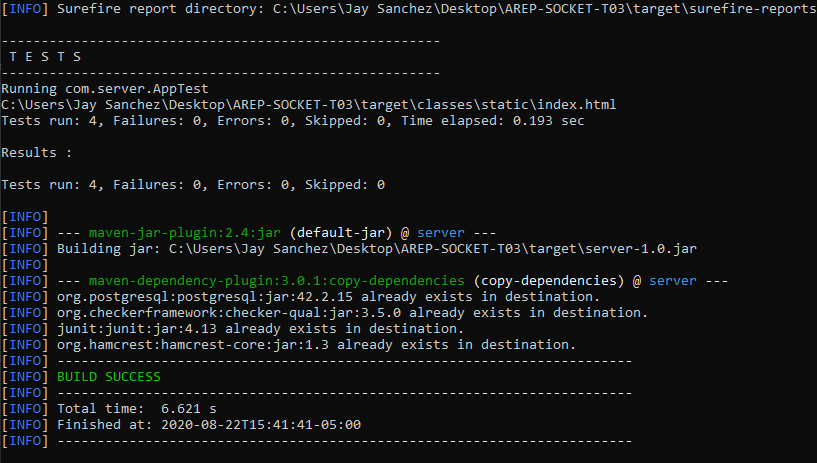 [INFO] Surefire report directory: C:\Users\Jay Sanchez\Desktop\AREP-SOCKET-T03\target\surefire-reports
-------------------------------------------------------
 T E S T S
-------------------------------------------------------
Running com.server.AppTest
C:\Users\Jay Sanchez\Desktop\AREP-SOCKET-T03\target\classes\static\index.html
Tests run: 4, Failures: 0, Errors: 0, Skipped: 0, Time elapsed: 0.193 sec
Results :
Tests run: 4, Failures: 0, Errors: 0, Skipped: 0
[INFO]
[INFO] --- maven-jar-plugin:2.4:jar (default-jar) @ server ---
[INFO] Building jar: C:\Users\Jay Sanchez\Desktop\AREP-SOCKET-T03\target\server-1.0.jar
[INFO]
[INFO] --- maven-dependency-plugin:3.0.1:copy-dependencies (copy-dependencies) @ server ---
[INFO] org.postgresql:postgresql:jar:42.2.15 already exists in destination.
[INFO] org.checkerframework:checker-qual:jar:3.5.0 already exists in destination.
[INFO] junit:junit:jar:4.13 already exists in destination.
[INFO] org.hamcrest:hamcrest-core:jar:1.3 already exists in destination.
[INFO] ------------------------------------------------------------------------
[INFO] BUILD SUCCESS
[INFO] ------------------------------------------------------------------------
[INFO] Total time:  6.621 s
[INFO] Finished at: 2020-08-22T15:41:41-05:00
[INFO] ------------------------------------------------------------------------